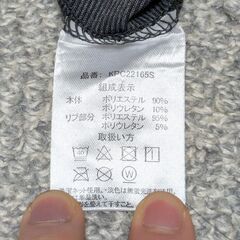 品番: KPC22165S
組成表示
本体 ポリエステル 90%
ポリウレタン 10%
リブ部分 ポリエステル 95%
ポリウレタン 5%
取扱い方